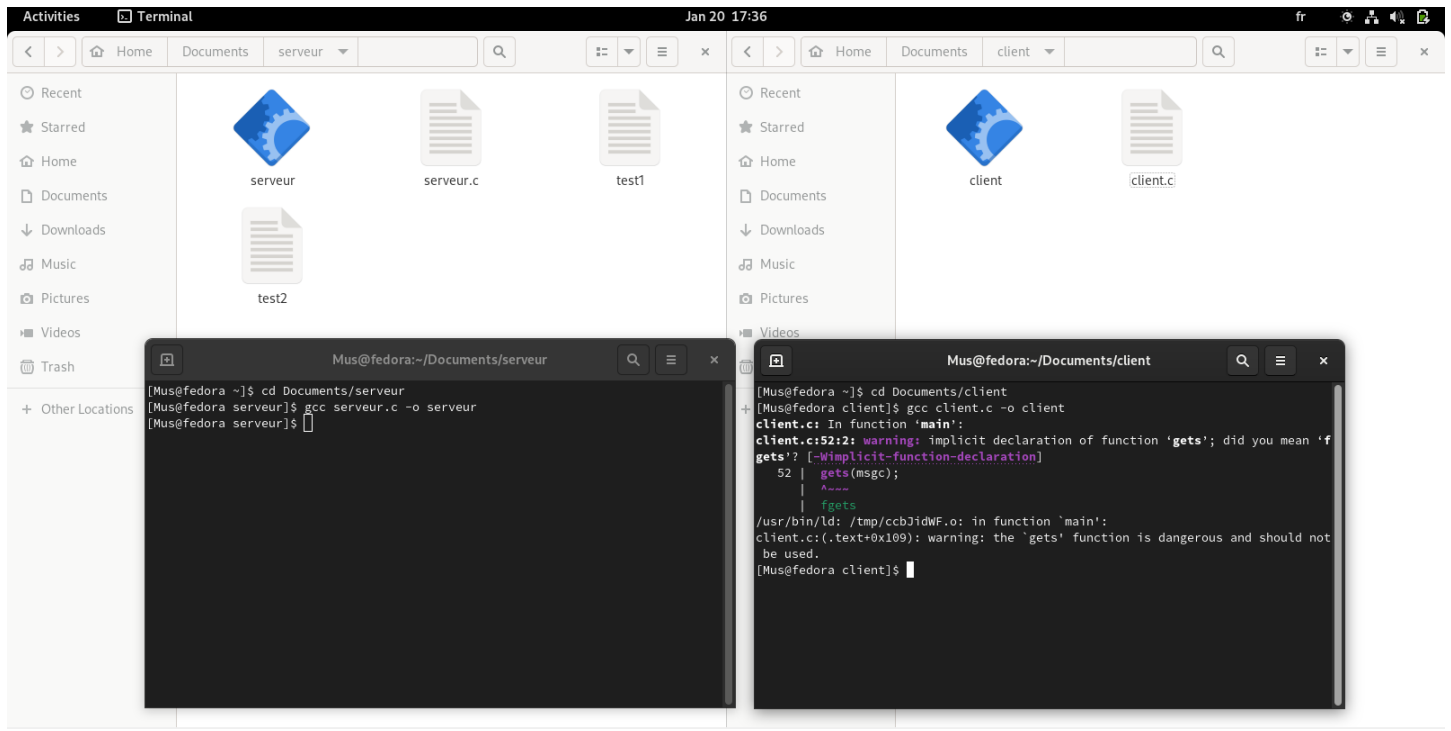 Activities Terminal Jan 20 17:36 fr
Home Documents serveur
Recent
Starred
Home
Documents
Downloads
Music
Pictures
Videos
Trash
+ Other Locations
serveur serveur.c test1
test2
Home Documents client
Recent
Starred
Home
Documents
Downloads
Music
Pictures
Videos
+
client client.c
Mus@fedora:~/Documents/serveur
[Mus@fedora ~]$ cd Documents/serveur
[Mus@fedora serveur]$ gcc serveur.c -o serveur
[Mus@fedora serveur]$
Mus@fedora:~/Documents/client
[Mus@fedora ~]$ cd Documents/client
[Mus@fedora client]$ gcc client.c -o client
client.c: In function ‘main’:
client.c:52:2: warning: implicit declaration of function ‘gets’; did you mean ‘f
gets’? [-Wimplicit-function-declaration]
52 | gets(msgc);
| ^~~~
| fgets
/usr/bin/ld: /tmp/ccbJidWF.o: in function `main':
client.c:(.text+0x109): warning: the `gets' function is dangerous and should not
be used.
[Mus@fedora client]$